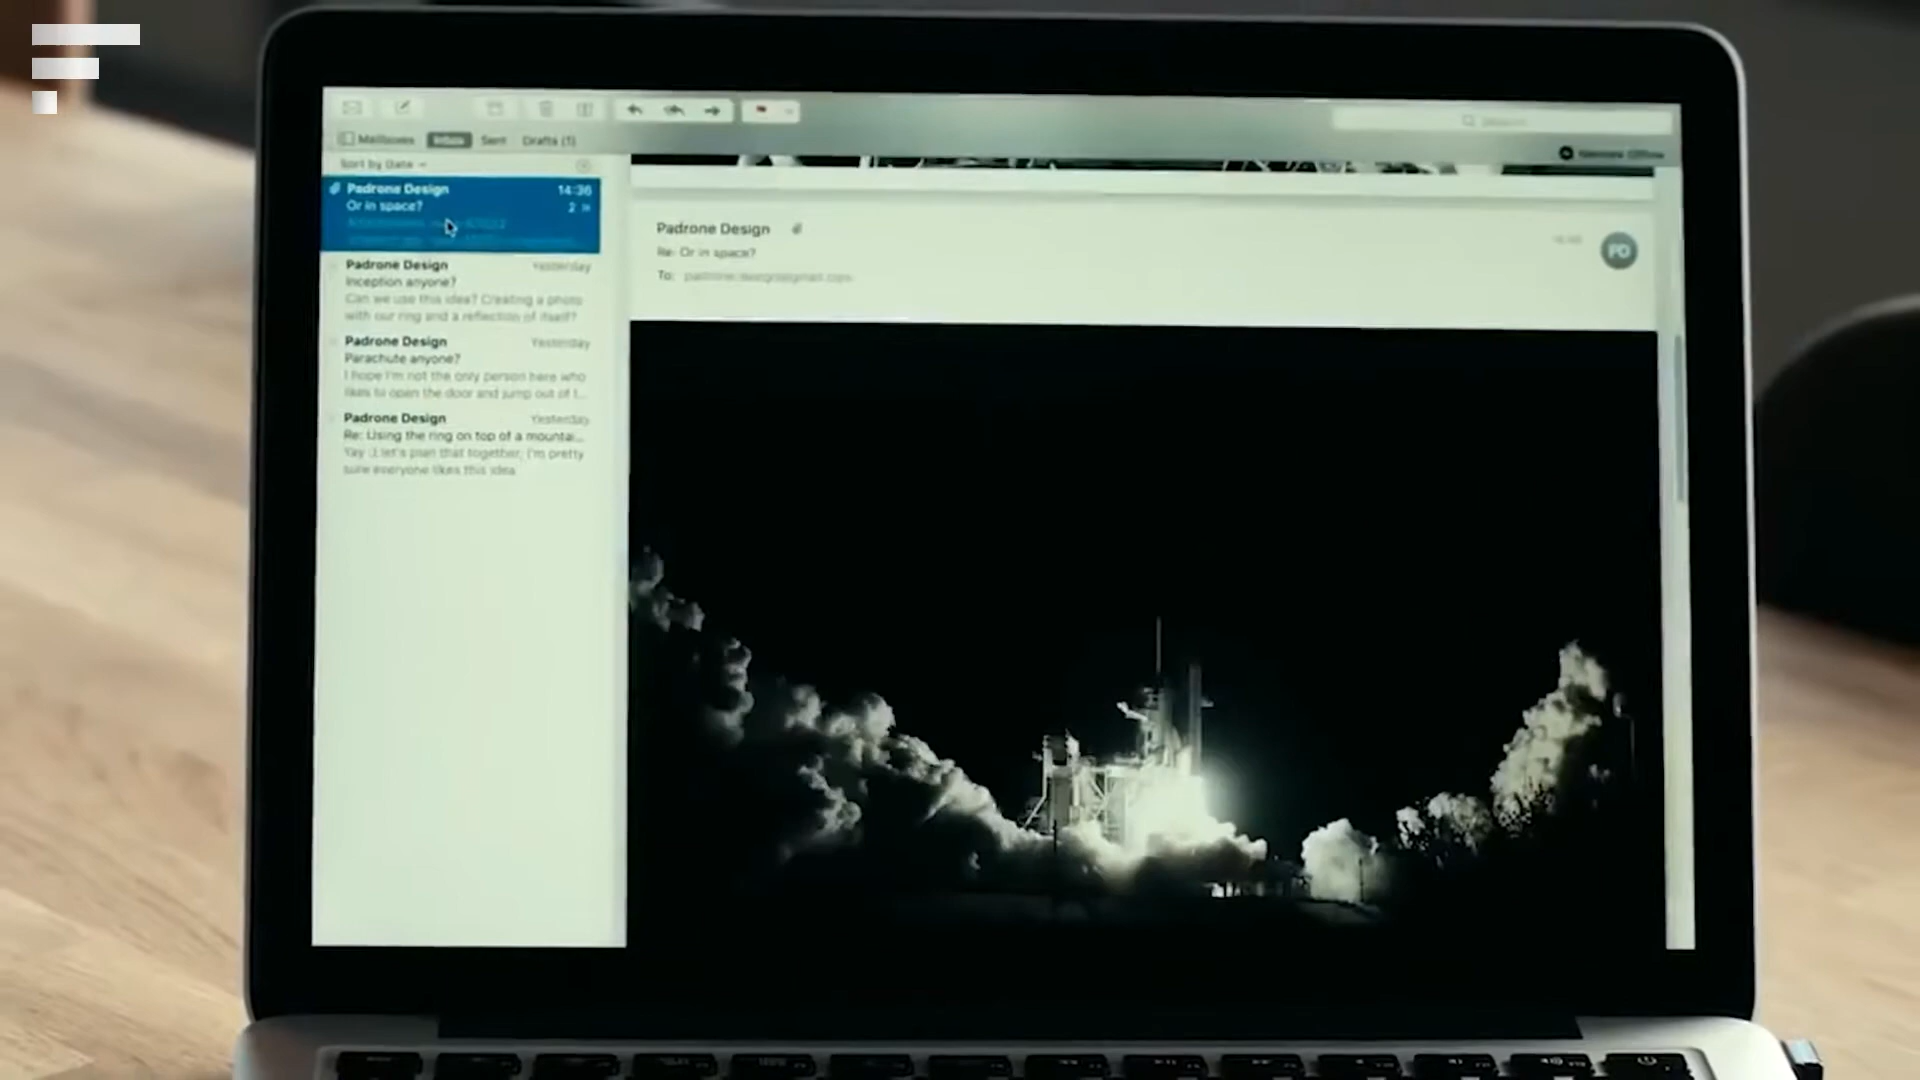 Mailboxes Inbox Sent Drafts (1)
Sort by Date
Padrone Design 14:36
Or in space? 2
Padrone Design Yesterday
Inception anyone?
Can we use this idea? Creating a photo
with our ring and a reflection of itself?
Padrone Design Yesterday
Parachute anyone?
I hope I'm not the only person here who
likes to open the door and jump out of t...
Padrone Design Yesterday
Re: Using the ring on top of a mountai...
Yay :) let's plan that together, I'm pretty
sure everyone likes this idea
Search
Padrone Design
Re: Or in space?
To:
PD